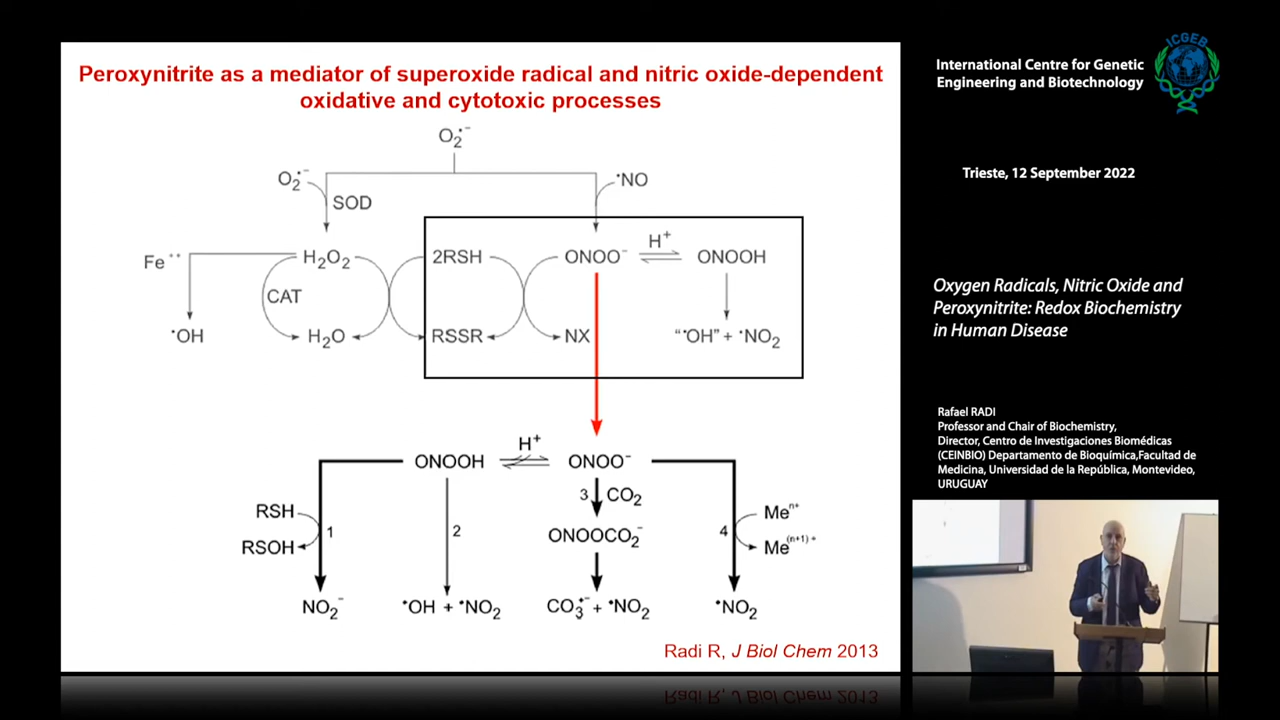 Peroxynitrite as a mediator of superoxide radical and nitric oxide-dependent
oxidative and cytotoxic processes
O₂•⁻
O₂•⁻
•NO
SOD
H⁺
Fe••
H₂O₂
2RSH
ONOO⁻
ONOOH
CAT
•OH
H₂O
RSSR
NX
“•OH” + •NO₂
H⁺
ONOOH
ONOO⁻
3
CO₂
RSH
Meⁿ⁺
1
2
4
RSOH
ONOOCO₂⁻
Me⁽ⁿ⁺¹⁾⁺
NO₂⁻
•OH + •NO₂
CO₃•⁻ + •NO₂
•NO₂
Radi R, J Biol Chem 2013
International Centre for Genetic
Engineering and Biotechnology
ICGEB
Trieste, 12 September 2022
Oxygen Radicals, Nitric Oxide and
Peroxynitrite: Redox Biochemistry
in Human Disease
Rafael RADI
Professor and Chair of Biochemistry,
Director, Centro de Investigaciones Biomédicas
(CEINBIO) Departamento de Bioquímica,Facultad de
Medicina, Universidad de la República, Montevideo,
URUGUAY